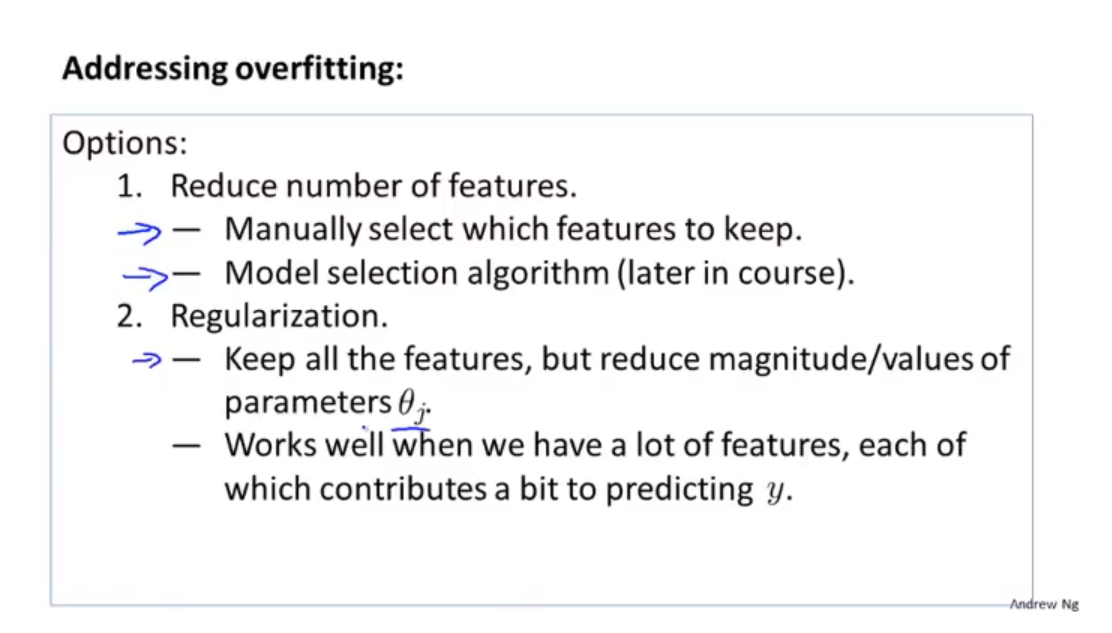 Addressing overfitting:
Options:
1. Reduce number of features.
— Manually select which features to keep.
— Model selection algorithm (later in course).
2. Regularization.
— Keep all the features, but reduce magnitude/values of
parameters θⱼ.
— Works well when we have a lot of features, each of
which contributes a bit to predicting y.
Andrew Ng